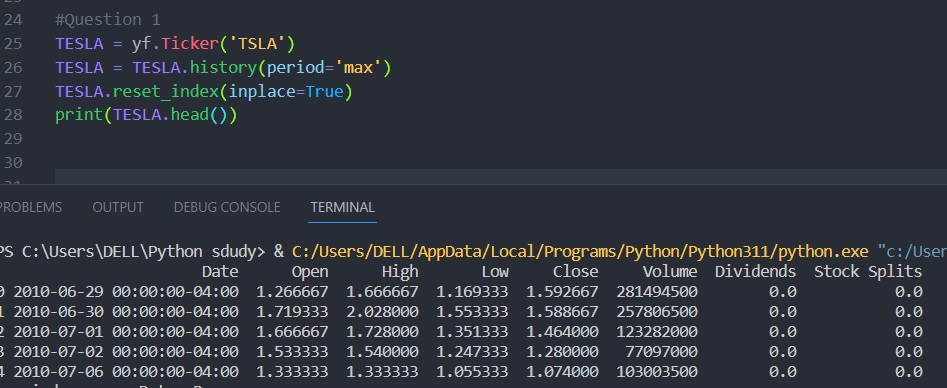 24 #Question 1
25 TESLA = yf.Ticker('TSLA')
26 TESLA = TESLA.history(period='max')
27 TESLA.reset_index(inplace=True)
28 print(TESLA.head())
29
30
PROBLEMS OUTPUT DEBUG CONSOLE TERMINAL
PS C:\Users\DELL\Python sdudy> & C:/Users/DELL/AppData/Local/Programs/Python/Python311/python.exe "c:/User
Date Open High Low Close Volume Dividends Stock Splits
0 2010-06-29 00:00:00-04:00 1.266667 1.666667 1.169333 1.592667 281494500 0.0 0.0
1 2010-06-30 00:00:00-04:00 1.719333 2.028000 1.553333 1.588667 257806500 0.0 0.0
2 2010-07-01 00:00:00-04:00 1.666667 1.728000 1.351333 1.464000 123282000 0.0 0.0
3 2010-07-02 00:00:00-04:00 1.533333 1.540000 1.247333 1.280000 77097000 0.0 0.0
4 2010-07-06 00:00:00-04:00 1.333333 1.333333 1.055333 1.074000 103003500 0.0 0.0